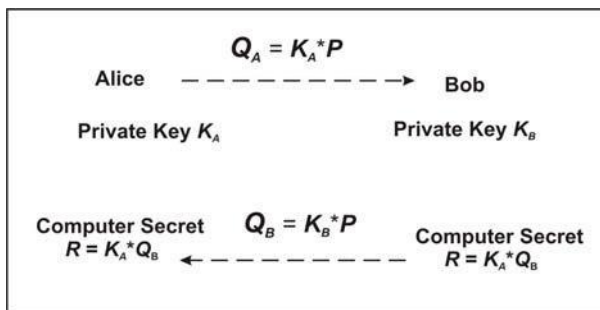 Q_A = K_A*P
Alice
Bob
Private Key K_A
Private Key K_B
Computer Secret
R = K_A*Q_B
Q_B = K_B*P
Computer Secret
R = K_A*Q_B